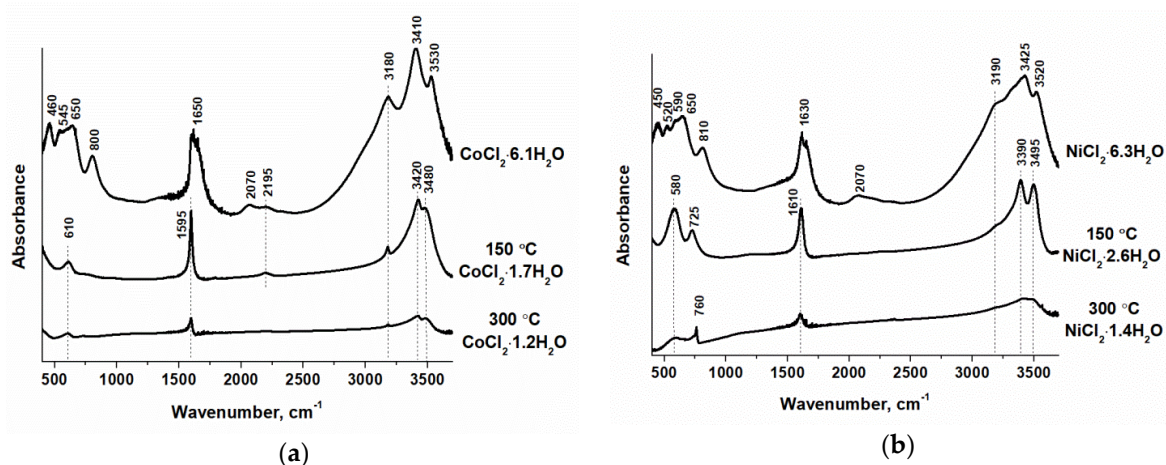 460
545
650
800
1650
2070
2195
3180
3410
3530
CoCl2·6.1H2O
610
1595
3420
3480
150 °C
CoCl2·1.7H2O
300 °C
CoCl2·1.2H2O
Absorbance
500 1000 1500 2000 2500 3000 3500
Wavenumber, cm-1
(a)
450
520
590
650
810
1630
2070
3190
3425
3520
NiCl2·6.3H2O
580
725
1610
3390
3495
150 °C
NiCl2·2.6H2O
760
300 °C
NiCl2·1.4H2O
Absorbance
500 1000 1500 2000 2500 3000 3500
Wavenumber, cm-1
(b)